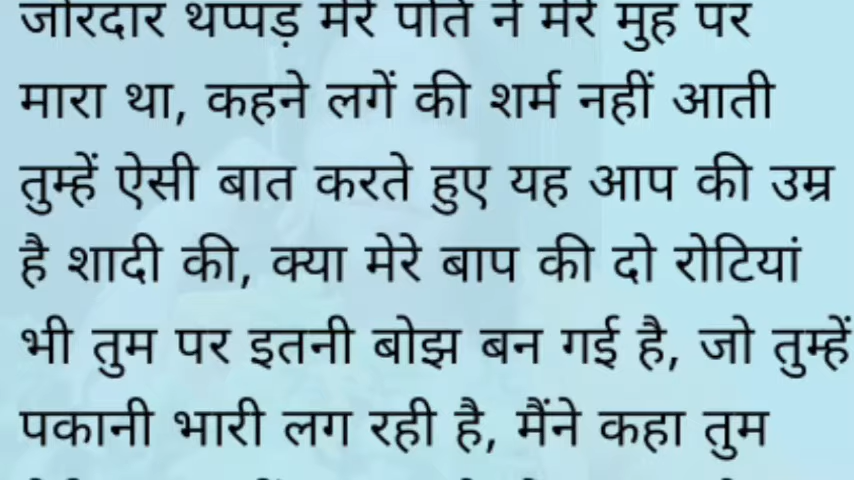 जोरदार थप्पड़ मेरे पति ने मेरे मुह पर
मारा था, कहने लगें की शर्म नहीं आती
तुम्हें ऐसी बात करते हुए यह आप की उम्र
है शादी की, क्या मेरे बाप की दो रोटियां
भी तुम पर इतनी बोझ बन गई है, जो तुम्हें
पकानी भारी लग रही है, मैंने कहा तुम